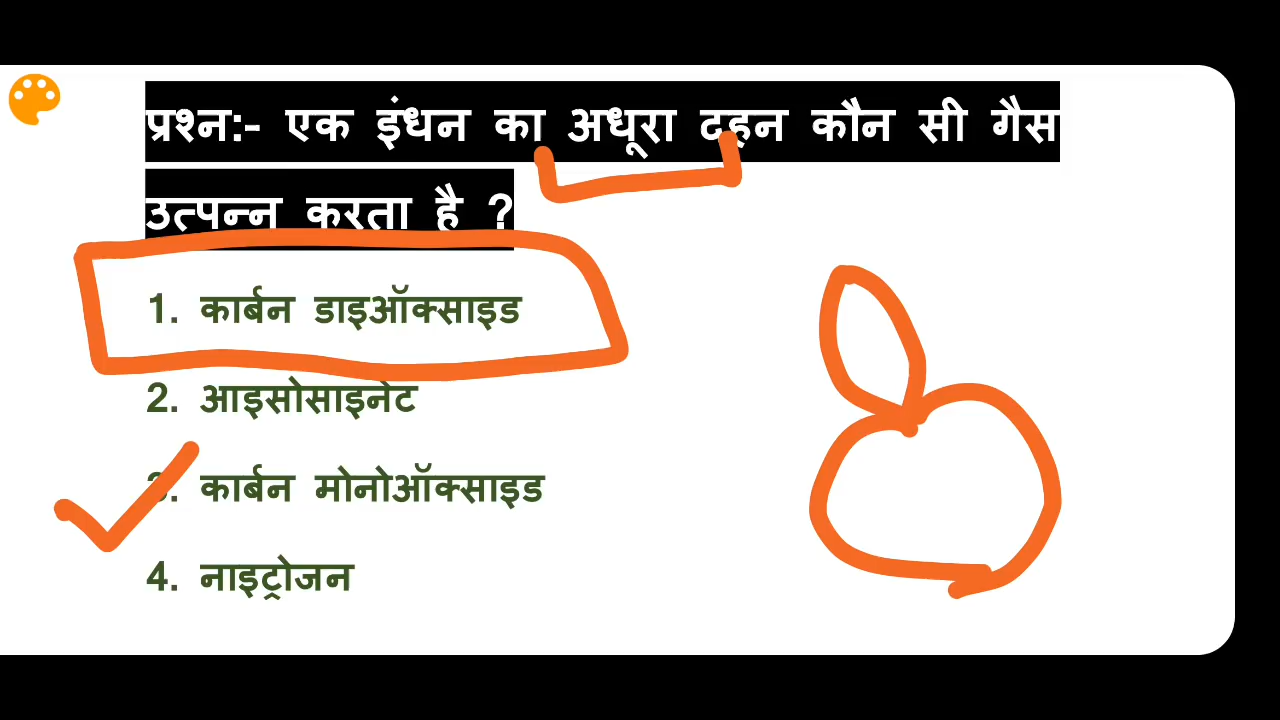 प्रश्न:- एक इंधन का अधूरा दहन कौन सी गैस
उत्पन्न करता है ?
1. कार्बन डाइऑक्साइड
2. आइसोसाइनेट
3. कार्बन मोनोऑक्साइड
4. नाइट्रोजन